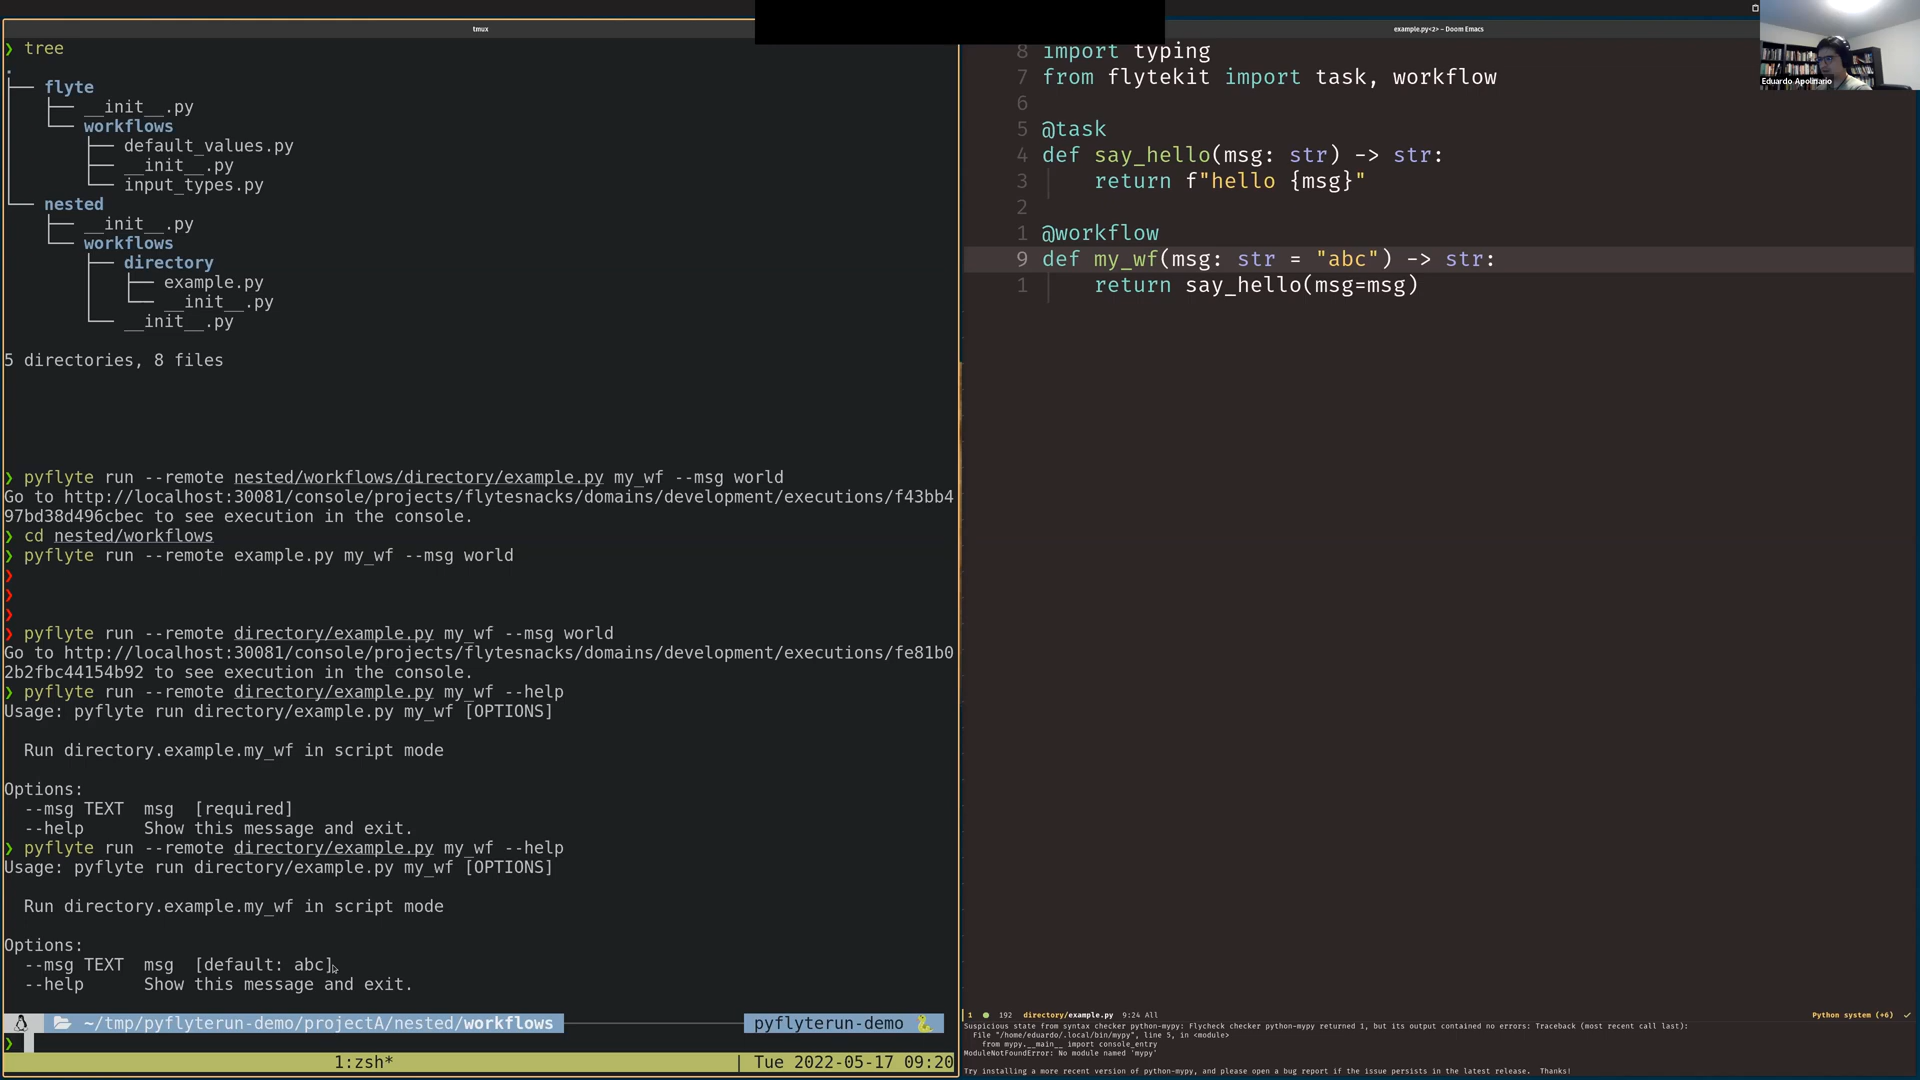 tmux
❯ tree
.
├── flyte
│   ├── __init__.py
│   └── workflows
│       ├── default_values.py
│       ├── __init__.py
│       └── input_types.py
└── nested
    ├── __init__.py
    └── workflows
        ├── directory
        │   ├── example.py
        │   └── __init__.py
        └── __init__.py
5 directories, 8 files
❯ pyflyte run --remote nested/workflows/directory/example.py my_wf --msg world
Go to http://localhost:30081/console/projects/flytesnacks/domains/development/executions/f43bb4
97bd38d496cbec to see execution in the console.
❯ cd nested/workflows
❯ pyflyte run --remote example.py my_wf --msg world
❯
❯
❯
❯ pyflyte run --remote directory/example.py my_wf --msg world
Go to http://localhost:30081/console/projects/flytesnacks/domains/development/executions/fe81b0
2b2fbc44154b92 to see execution in the console.
❯ pyflyte run --remote directory/example.py my_wf --help
Usage: pyflyte run directory/example.py my_wf [OPTIONS]
  Run directory.example.my_wf in script mode
Options:
  --msg TEXT  msg  [required]
  --help      Show this message and exit.
❯ pyflyte run --remote directory/example.py my_wf --help
Usage: pyflyte run directory/example.py my_wf [OPTIONS]
  Run directory.example.my_wf in script mode
Options:
  --msg TEXT  msg  [default: abc]
  --help      Show this message and exit.
~/tmp/pyflyterun-demo/projectA/nested/workflows pyflyterun-demo
❯
1:zsh* | Tue 2022-05-17 09:20
example.py<2> – Doom Emacs
8 import typing
7 from flytekit import task, workflow
6
5 @task
4 def say_hello(msg: str) -> str:
3     return f"hello {msg}"
2
1 @workflow
9 def my_wf(msg: str = "abc") -> str:
1     return say_hello(msg=msg)
Eduardo Apolinario
1 192 directory/example.py 9:24 All Python system (+6) ✓
Suspicious state from syntax checker python-mypy: Flycheck checker python-mypy returned 1, but its output contained no errors: Traceback (most recent call last):
  File "/home/eduardo/.local/bin/mypy", line 5, in <module>
    from mypy.__main__ import console_entry
ModuleNotFoundError: No module named 'mypy'
Try installing a more recent version of python-mypy, and please open a bug report if the issue persists in the latest release.  Thanks!